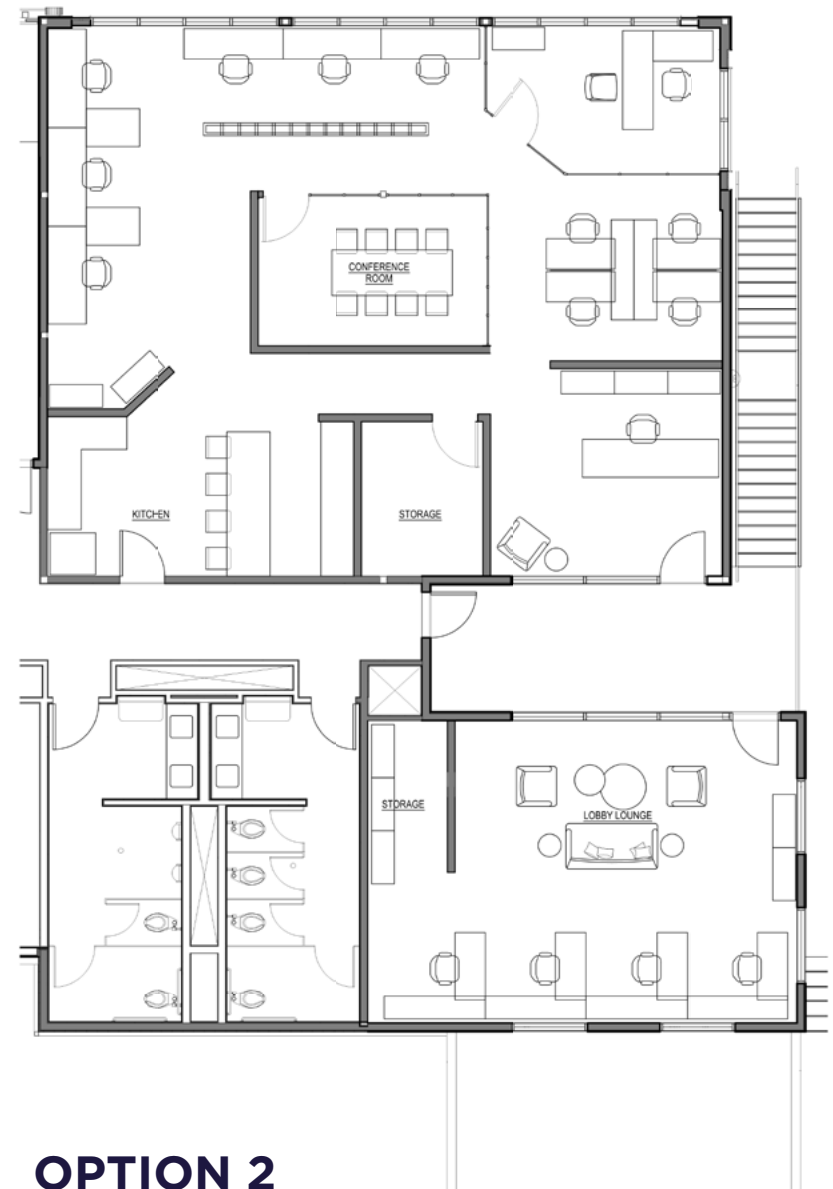 CONFERENCE
ROOM
KITCHEN
STORAGE
STORAGE
LOBBY LOUNGE
OPTION 2